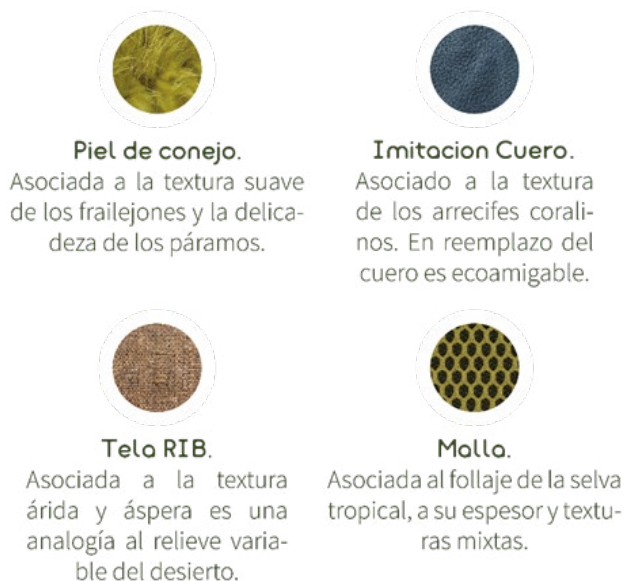 Piel de conejo.
Asociada a la textura suave
de los frailejones y la delica-
deza de los páramos.
Imitacion Cuero.
Asociado a la textura
de los arrecifes corali-
nos. En reemplazo del
cuero es ecoamigable.
Tela RIB.
Asociada a la textura
árida y áspera es una
analogía al relieve varia-
ble del desierto.
Malla.
Asociada al follaje de la selva
tropical, a su espesor y textu-
ras mixtas.